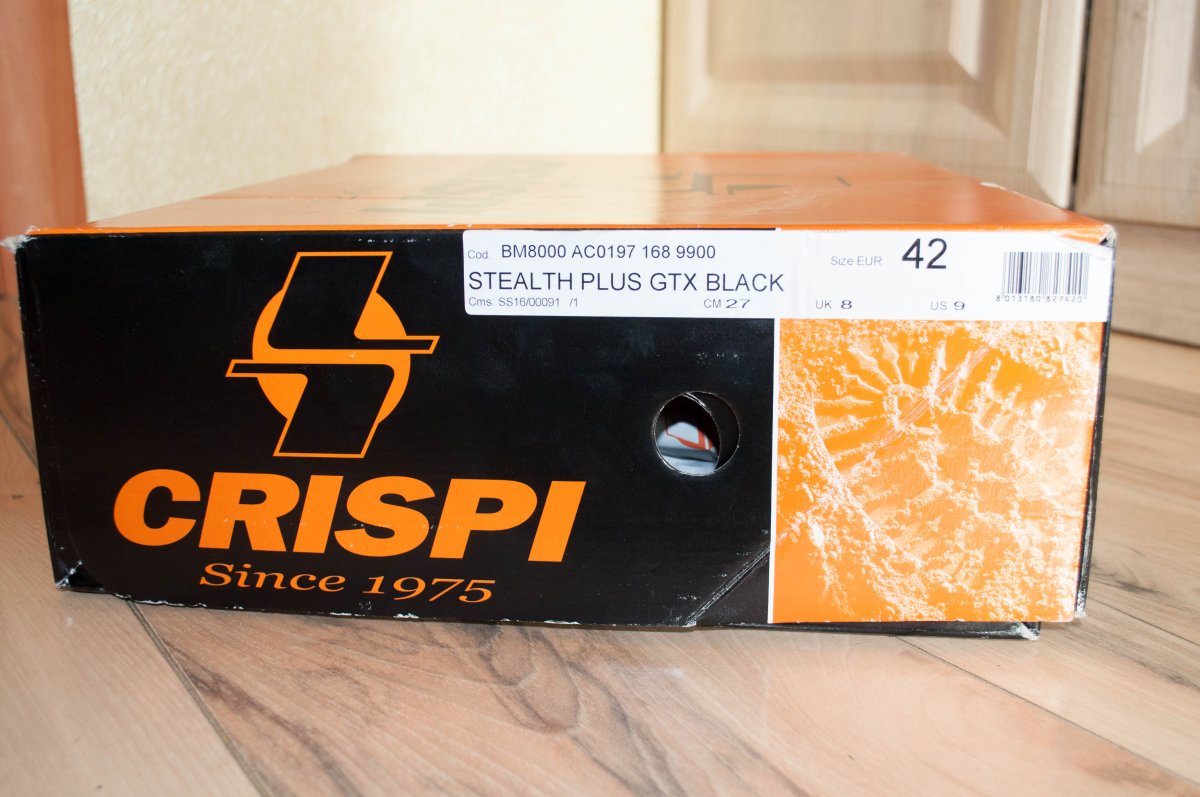 Cod. BM8000 AC0197 168 9900
STEALTH PLUS GTX BLACK
Cms. SS16/00091 /1 CM 27
Size EUR 42
UK 8 US 9
8 013180 827420
CRISPI
Since 1975